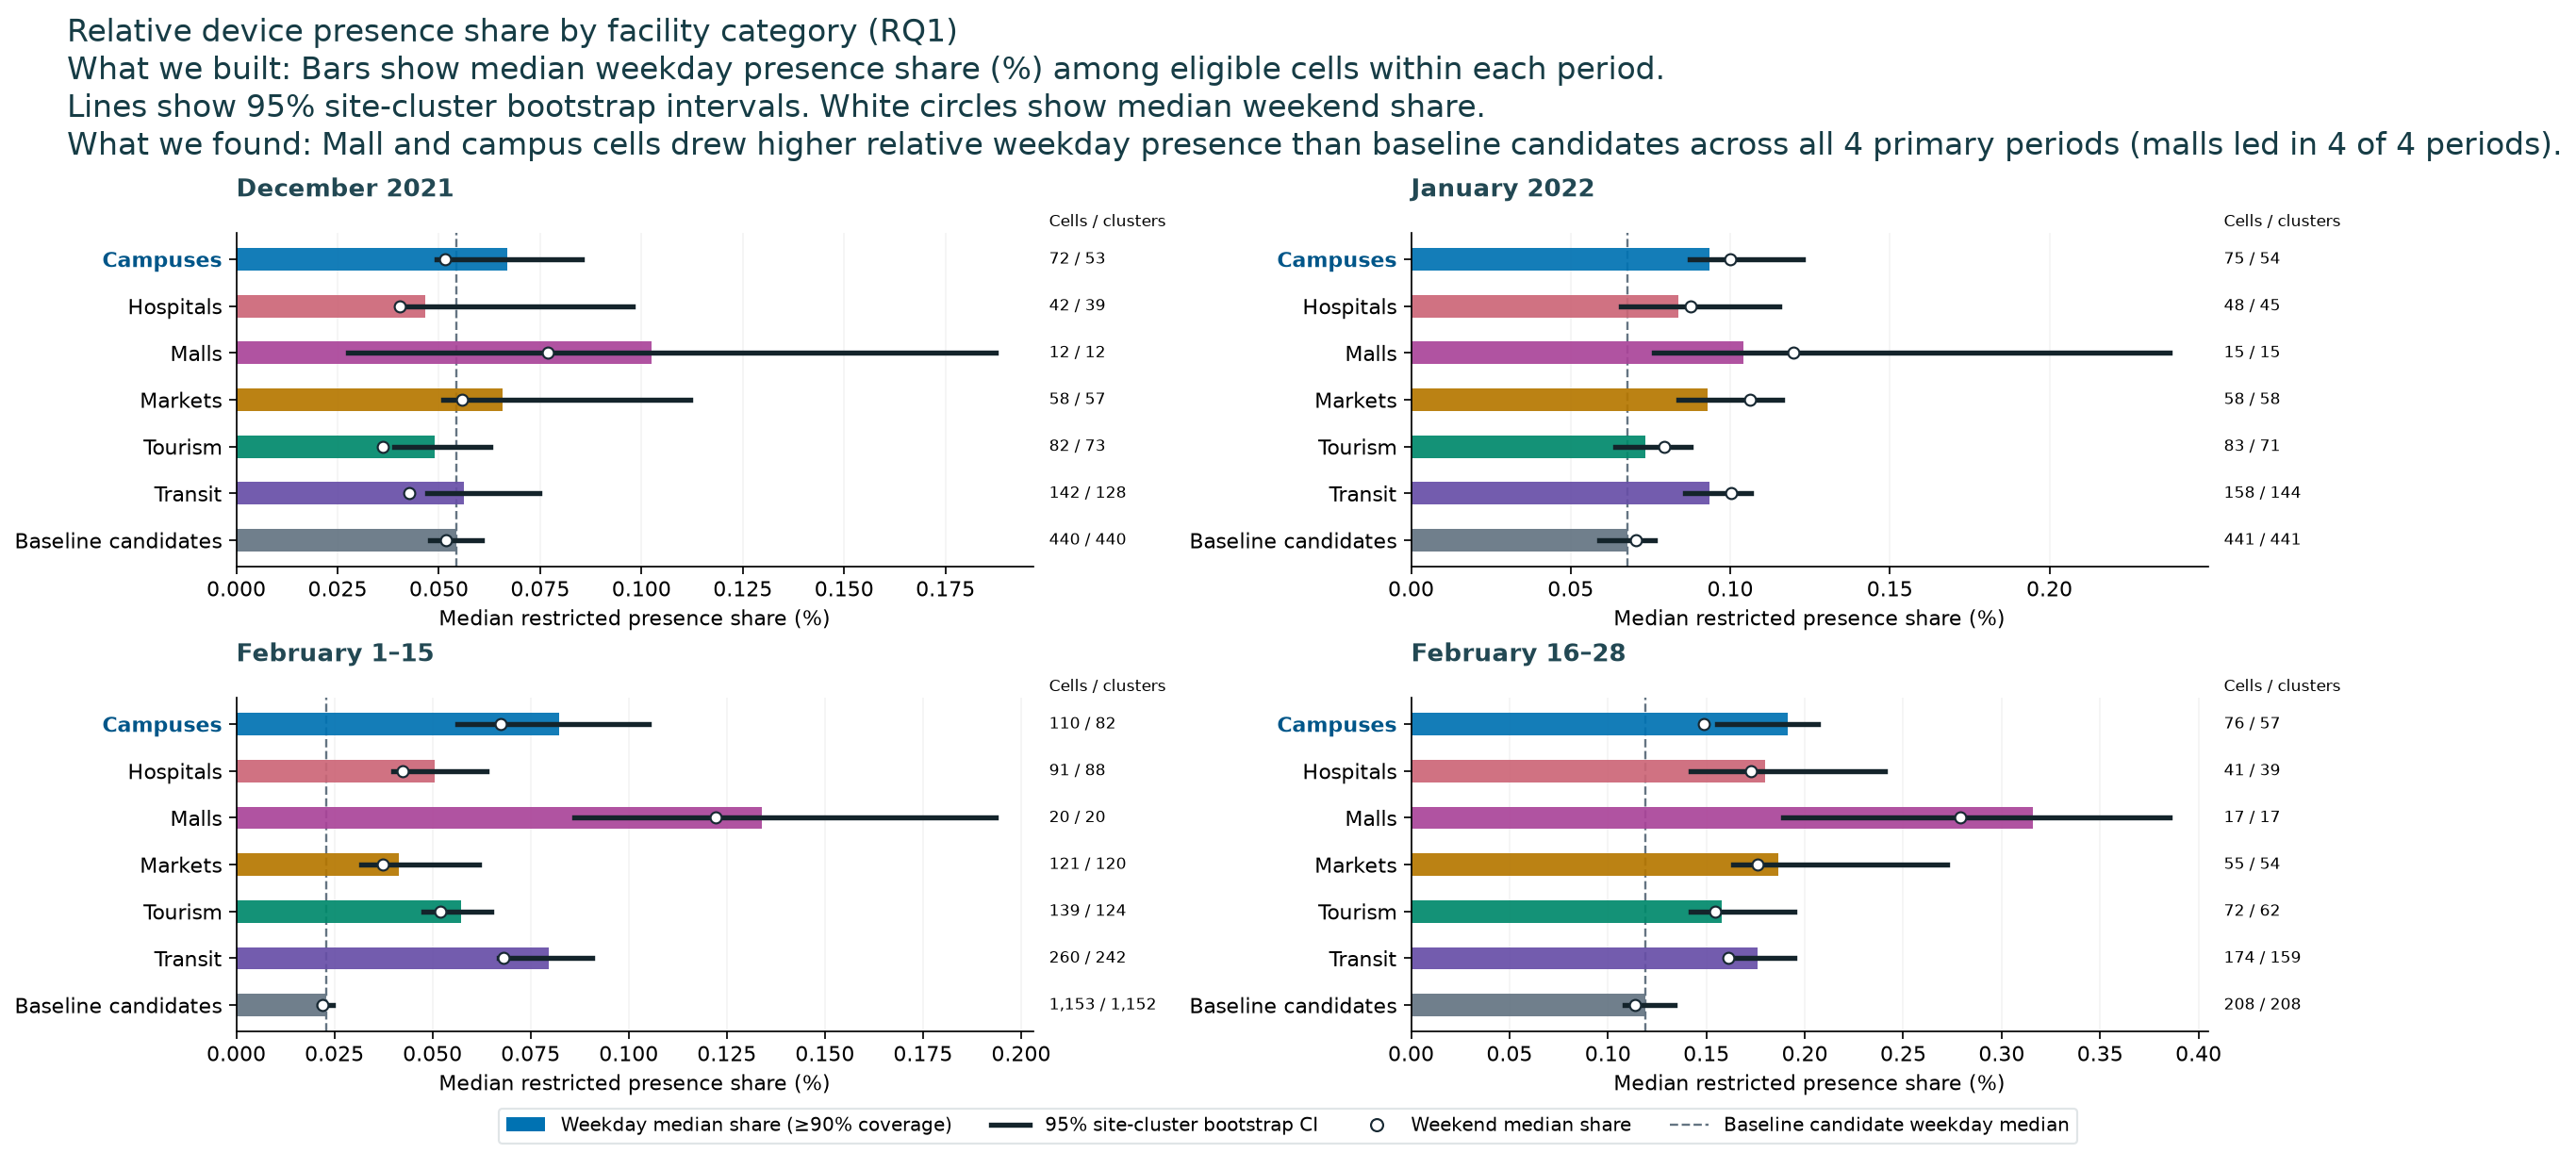 Relative device presence share by facility category (RQ1)
What we built: Bars show median weekday presence share (%) among eligible cells within each period.
Lines show 95% site-cluster bootstrap intervals. White circles show median weekend share.
What we found: Mall and campus cells drew higher relative weekday presence than baseline candidates across all 4 primary periods (malls led in 4 of 4 periods).
December 2021
Cells / clusters
Campuses 72 / 53
Hospitals 42 / 39
Malls 12 / 12
Markets 58 / 57
Tourism 82 / 73
Transit 142 / 128
Baseline candidates 440 / 440
0.000 0.025 0.050 0.075 0.100 0.125 0.150 0.175
Median restricted presence share (%)
January 2022
Cells / clusters
Campuses 75 / 54
Hospitals 48 / 45
Malls 15 / 15
Markets 58 / 58
Tourism 83 / 71
Transit 158 / 144
Baseline candidates 441 / 441
0.00 0.05 0.10 0.15 0.20
Median restricted presence share (%)
February 1–15
Cells / clusters
Campuses 110 / 82
Hospitals 91 / 88
Malls 20 / 20
Markets 121 / 120
Tourism 139 / 124
Transit 260 / 242
Baseline candidates 1,153 / 1,152
0.000 0.025 0.050 0.075 0.100 0.125 0.150 0.175 0.200
Median restricted presence share (%)
February 16–28
Cells / clusters
Campuses 76 / 57
Hospitals 41 / 39
Malls 17 / 17
Markets 55 / 54
Tourism 72 / 62
Transit 174 / 159
Baseline candidates 208 / 208
0.00 0.05 0.10 0.15 0.20 0.25 0.30 0.35 0.40
Median restricted presence share (%)
Weekday median share (≥90% coverage) 95% site-cluster bootstrap CI Weekend median share Baseline candidate weekday median